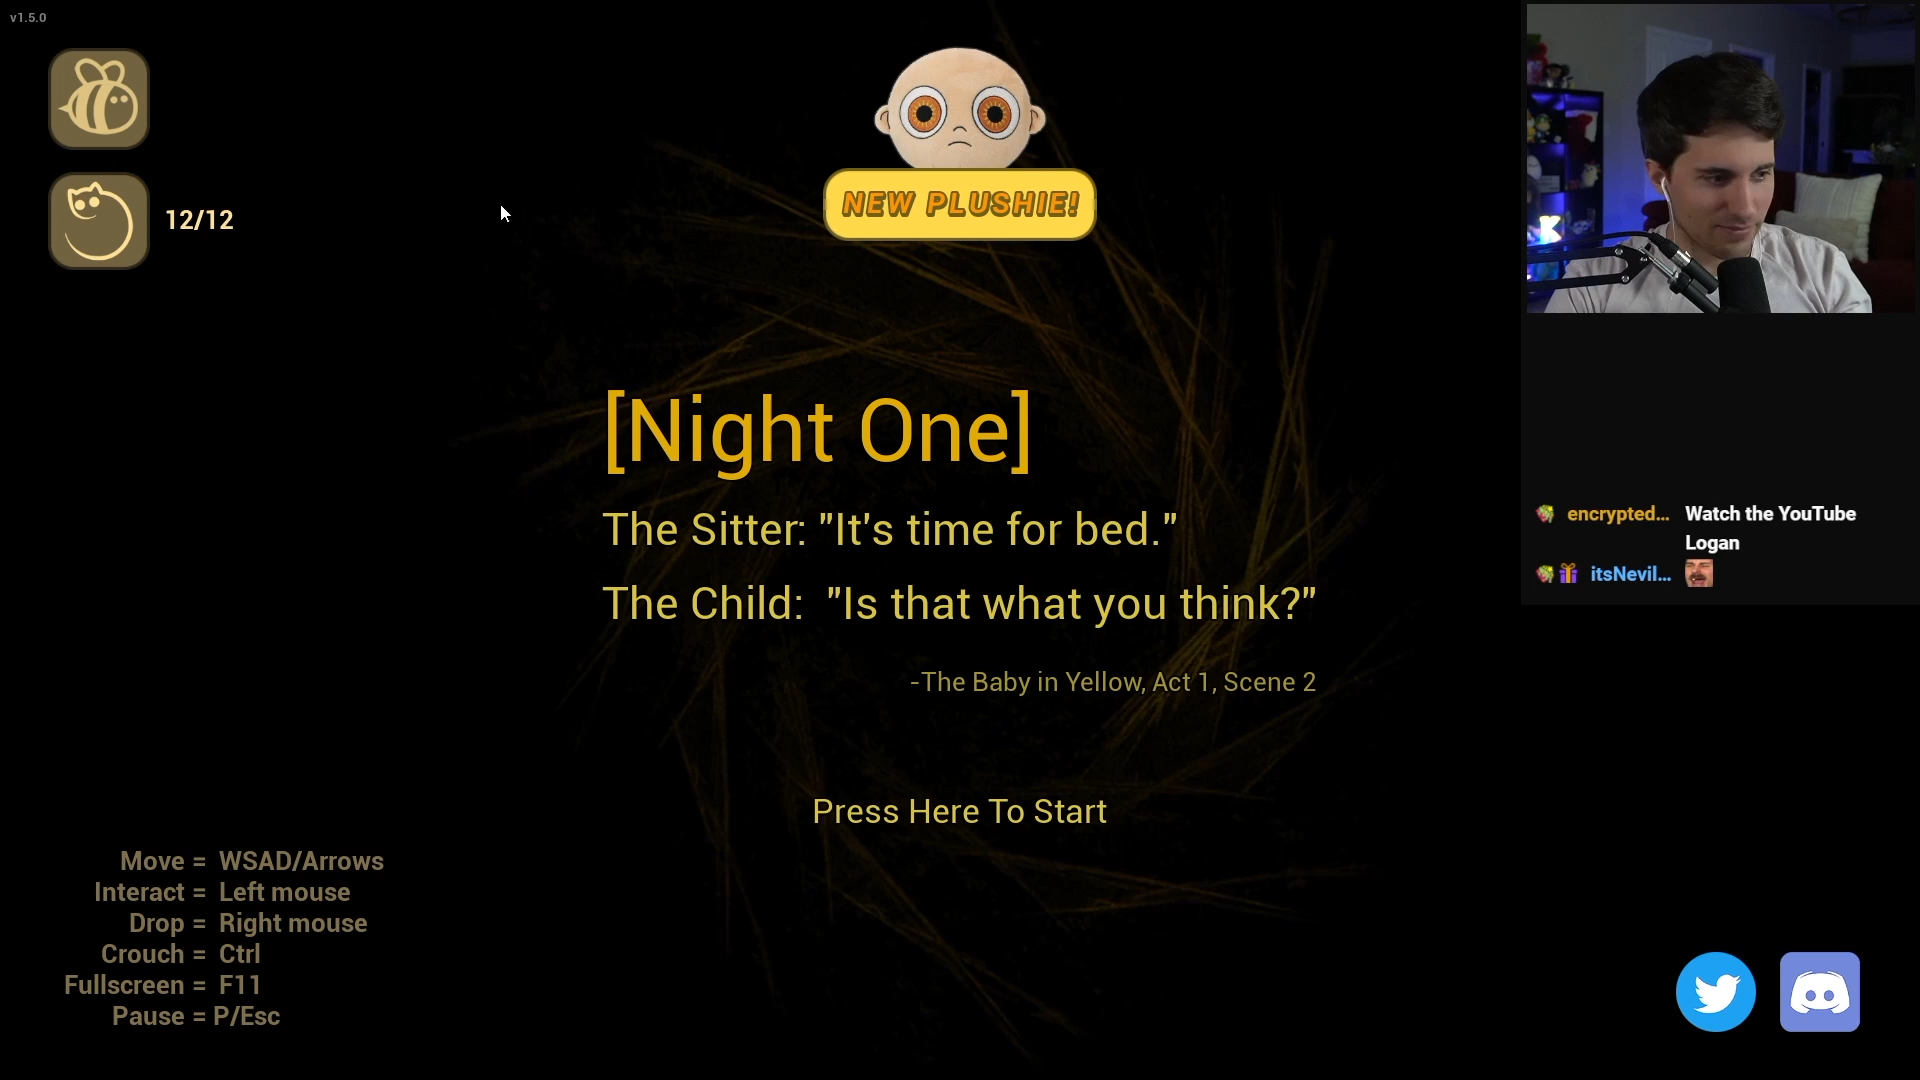 v1.5.0
12/12
NEW PLUSHIE!
[Night One]
The Sitter: "It's time for bed."
The Child:  "Is that what you think?"
-The Baby in Yellow, Act 1, Scene 2
Press Here To Start
Move = WSAD/Arrows
Interact = Left mouse
Drop = Right mouse
Crouch = Ctrl
Fullscreen = F11
Pause = P/Esc
encrypted... Watch the YouTube
Logan
itsNevil...